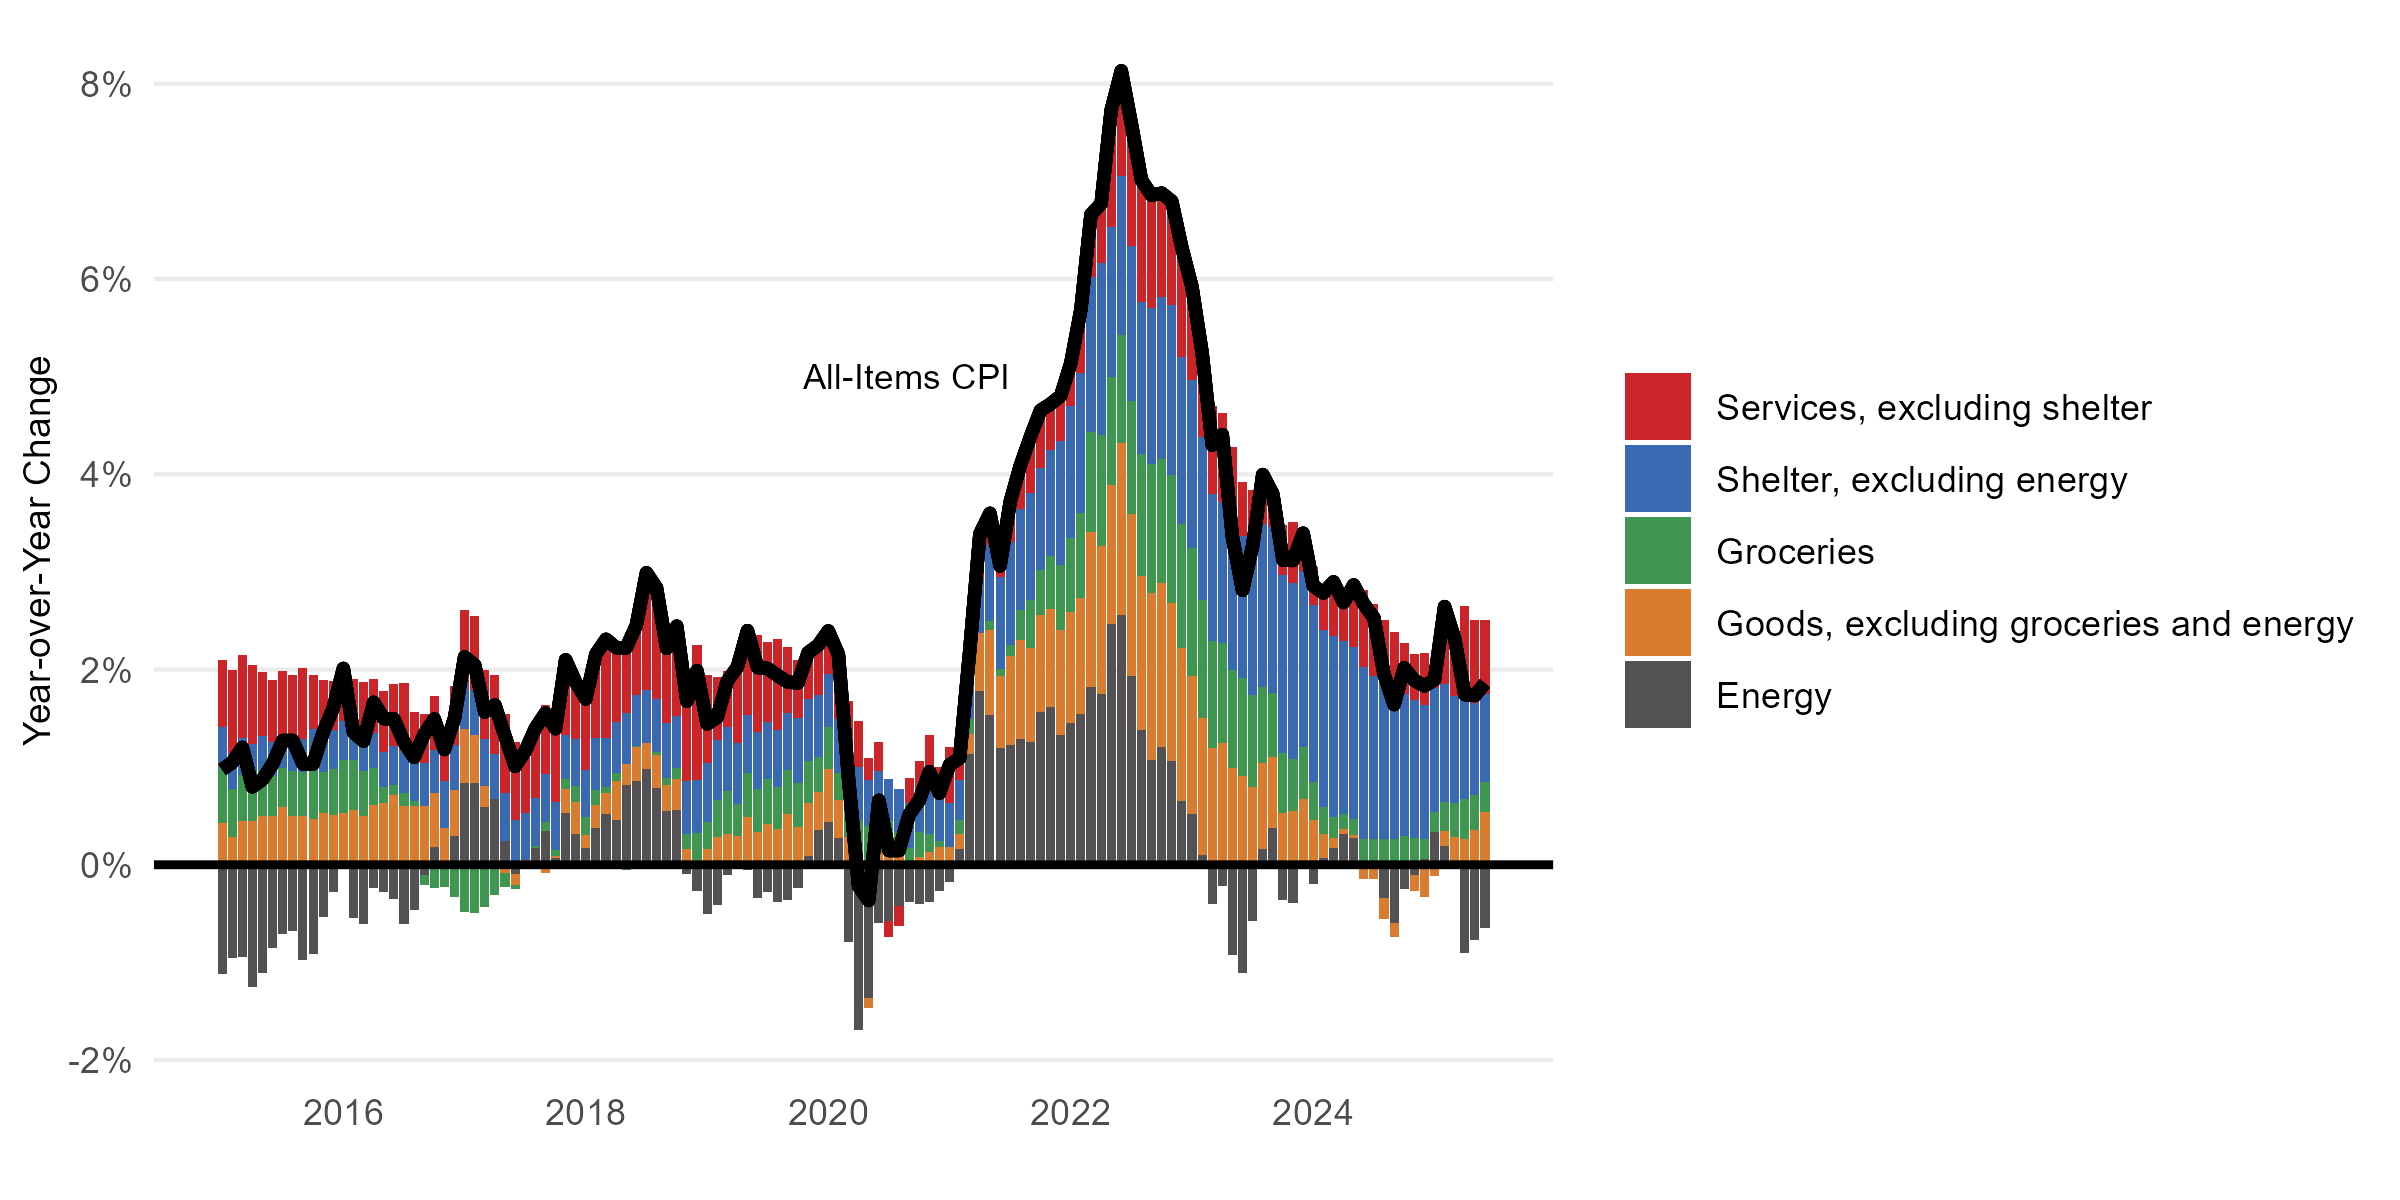 Year-over-Year Change
8%
6%
4%
2%
0%
-2%
All-Items CPI
2016
2018
2020
2022
2024
Services, excluding shelter
Shelter, excluding energy
Groceries
Goods, excluding groceries and energy
Energy